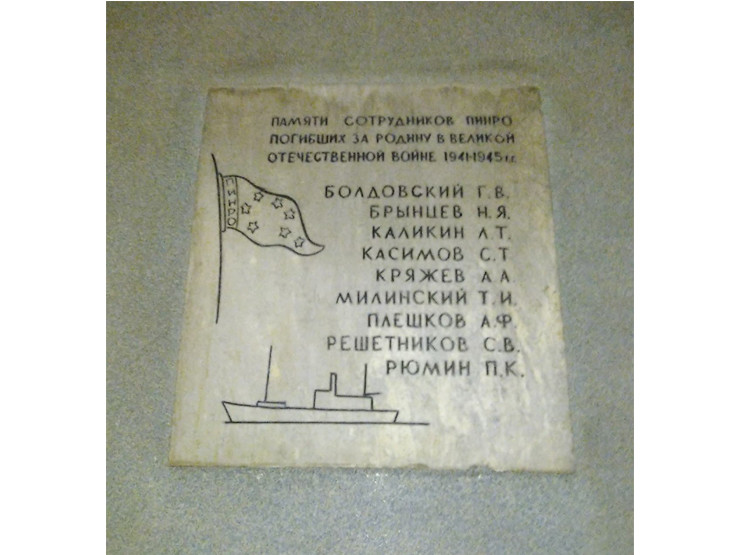 ПАМЯТИ СОТРУДНИКОВ ПИНРО
ПОГИБШИХ ЗА РОДИНУ В ВЕЛИКОЙ
ОТЕЧЕСТВЕННОЙ ВОЙНЕ 1941-1945 г.г.
БОЛДОВСКИЙ Г.В.
БРЫНЦЕВ Н.Я.
КАЛИКИН Л.Т.
КАСИМОВ С.Т
КРЯЖЕВ А.А
МИЛИНСКИЙ Т.И.
ПЛЕШКОВ А.Ф.
РЕШЕТНИКОВ С.В.
РЮМИН П.К.